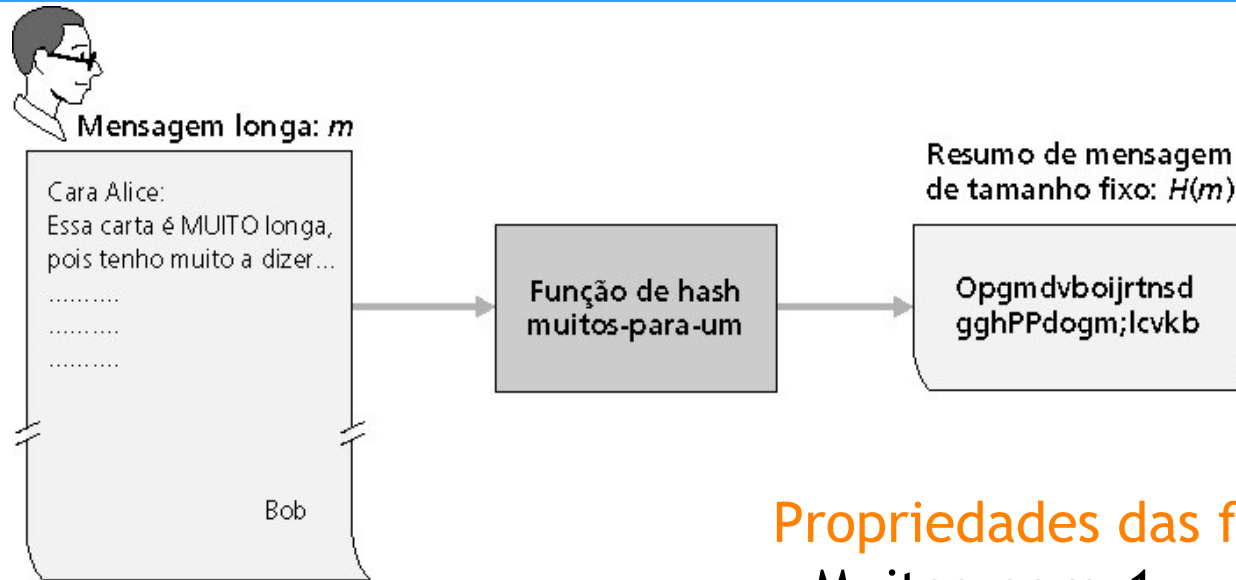 Mensagem longa: m
Cara Alice:
Essa carta é MUITO longa,
pois tenho muito a dizer...
..........
..........
..........
Bob
Função de hash
muitos-para-um
Resumo de mensagem
de tamanho fixo: H(m)
Opgmdvboijrtnsd
gghPPdogm;lcvkb
Propriedades das f